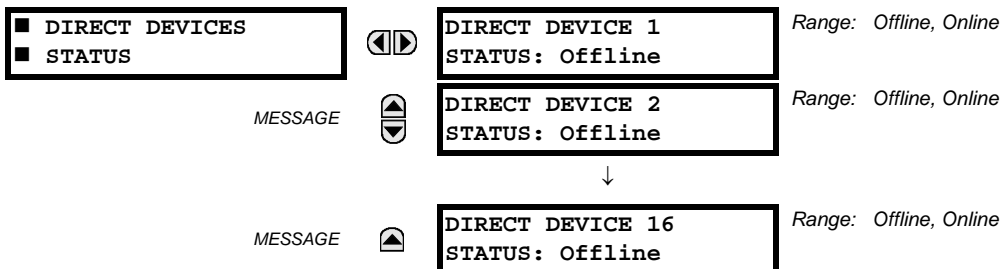 ■ DIRECT DEVICES
■ STATUS
DIRECT DEVICE 1
STATUS: Offline
Range: Offline, Online
MESSAGE
DIRECT DEVICE 2
STATUS: Offline
Range: Offline, Online
↓
MESSAGE
DIRECT DEVICE 16
STATUS: Offline
Range: Offline, Online